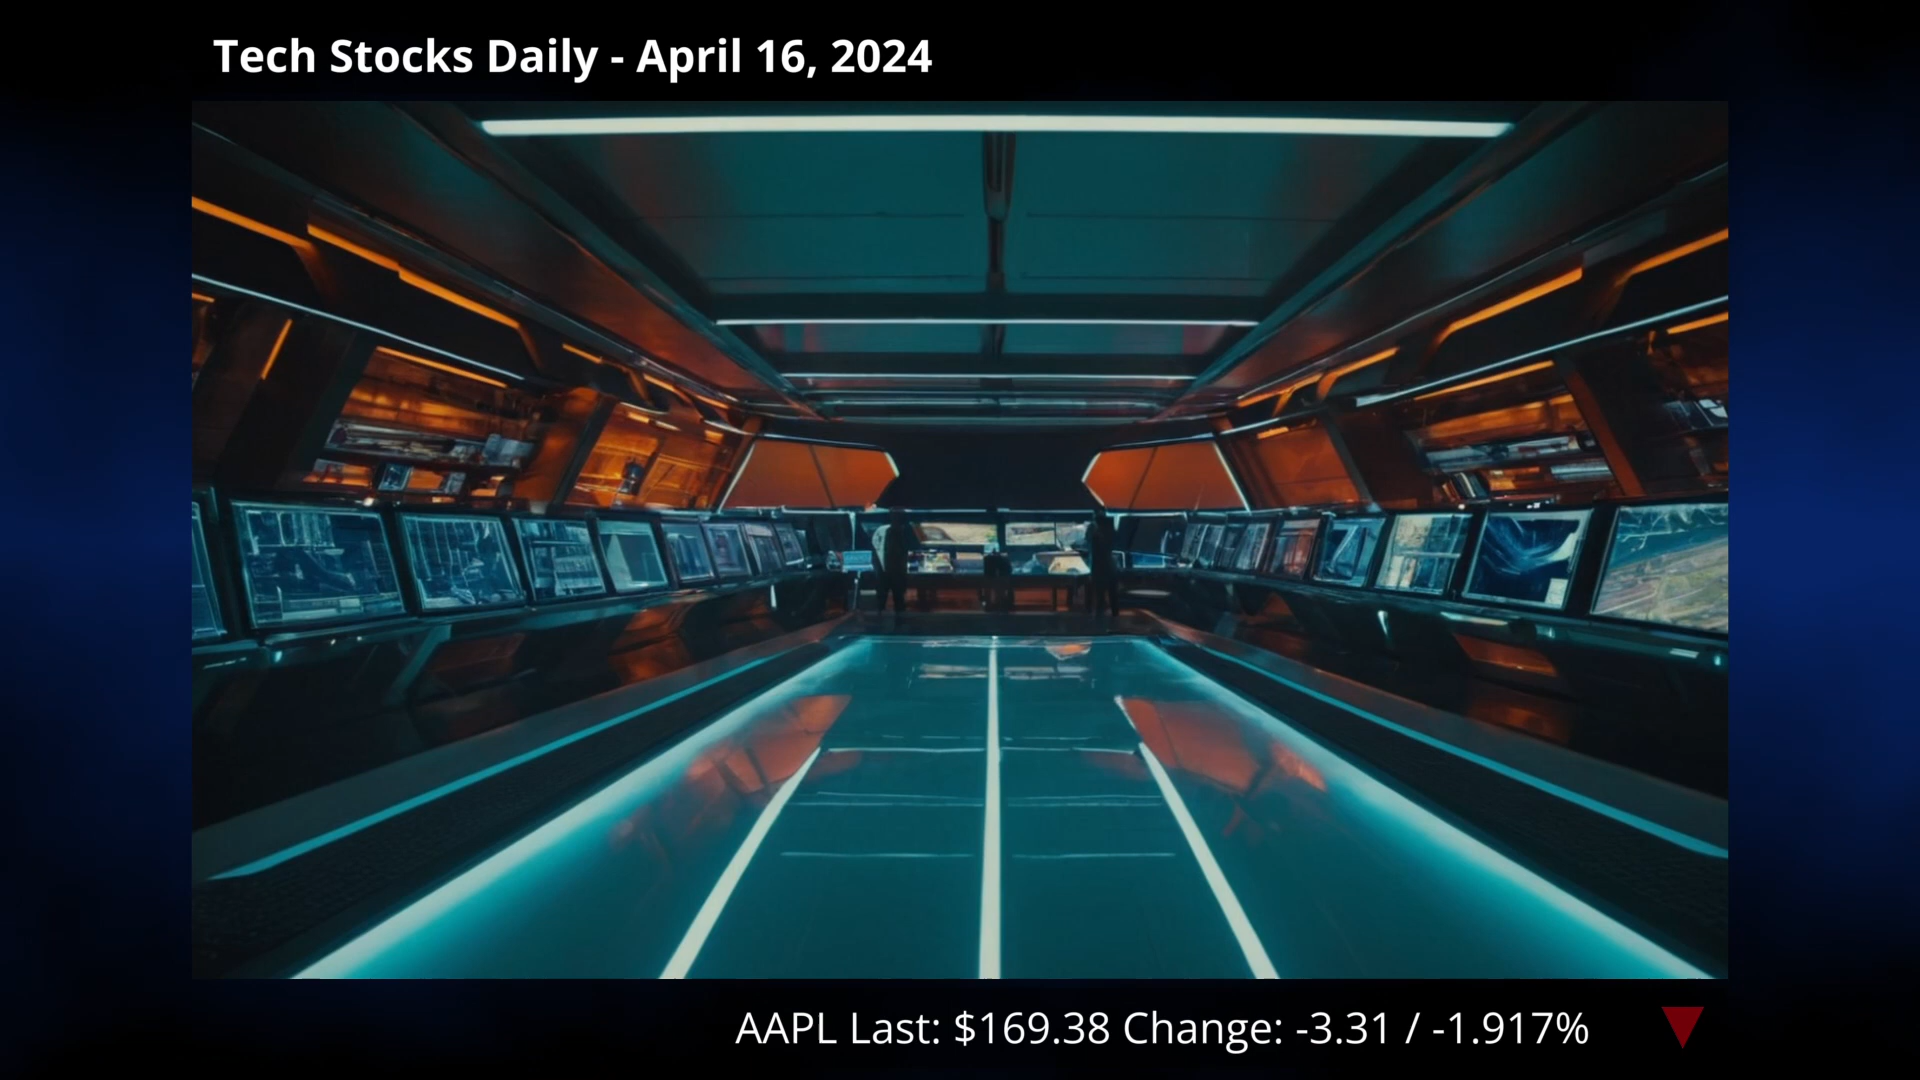 Tech Stocks Daily - April 16, 2024
AAPL Last: $169.38 Change: -3.31 / -1.917%